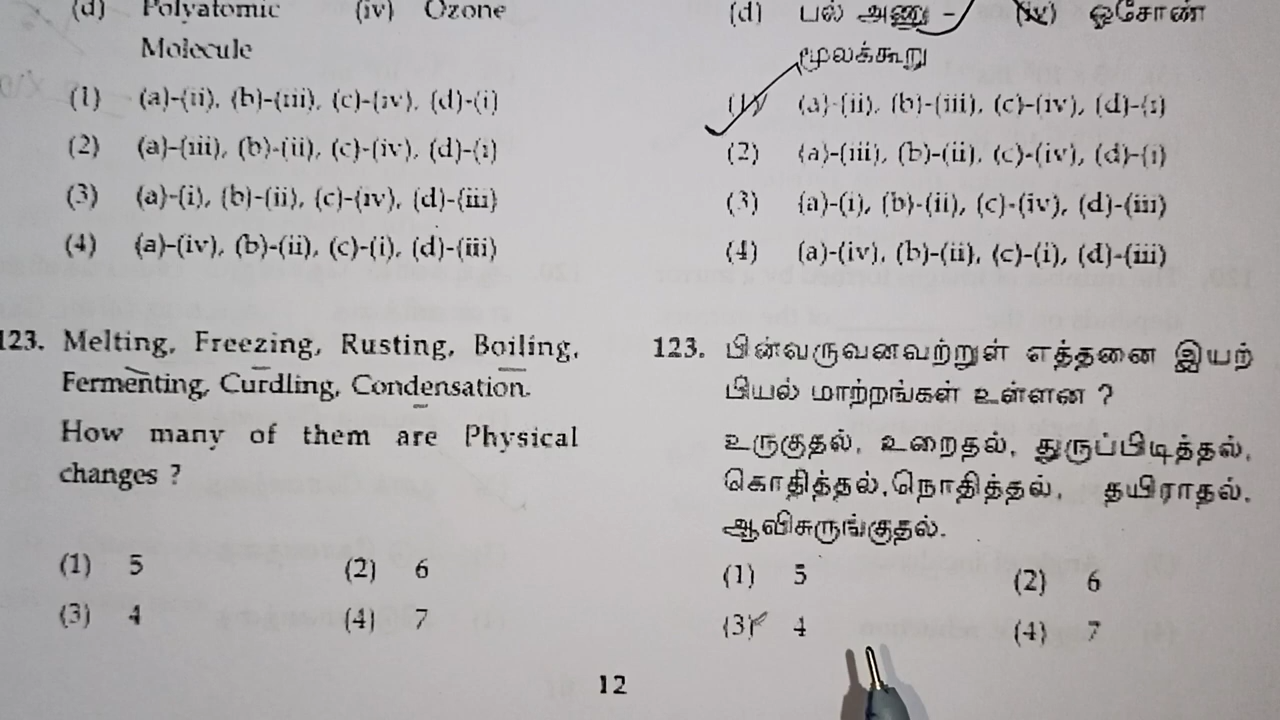 (d) Polyatomic (iv) Ozone
Molecule
(1) (a)-(ii), (b)-(iii), (c)-(iv), (d)-(i)
(2) (a)-(iii), (b)-(ii), (c)-(iv), (d)-(i)
(3) (a)-(i), (b)-(ii), (c)-(iv), (d)-(iii)
(4) (a)-(iv), (b)-(ii), (c)-(i), (d)-(iii)
123. Melting, Freezing, Rusting, Boiling,
Fermenting, Curdling, Condensation.
How many of them are Physical
changes ?
(1) 5 (2) 6
(3) 4 (4) 7
(d) பல் அணு - (iv) ஓசோன்
மூலக்கூறு
(1) (a)-(ii), (b)-(iii), (c)-(iv), (d)-(i)
(2) (a)-(iii), (b)-(ii), (c)-(iv), (d)-(i)
(3) (a)-(i), (b)-(ii), (c)-(iv), (d)-(iii)
(4) (a)-(iv), (b)-(ii), (c)-(i), (d)-(iii)
123. பின்வருவனவற்றுள் எத்தனை இயற்
பியல் மாற்றங்கள் உள்ளன ?
உருகுதல், உறைதல், துருப்பிடித்தல்,
கொதித்தல், நொதித்தல், தயிராதல்,
ஆவிசுருங்குதல்.
(1) 5 (2) 6
(3) 4 (4) 7
12